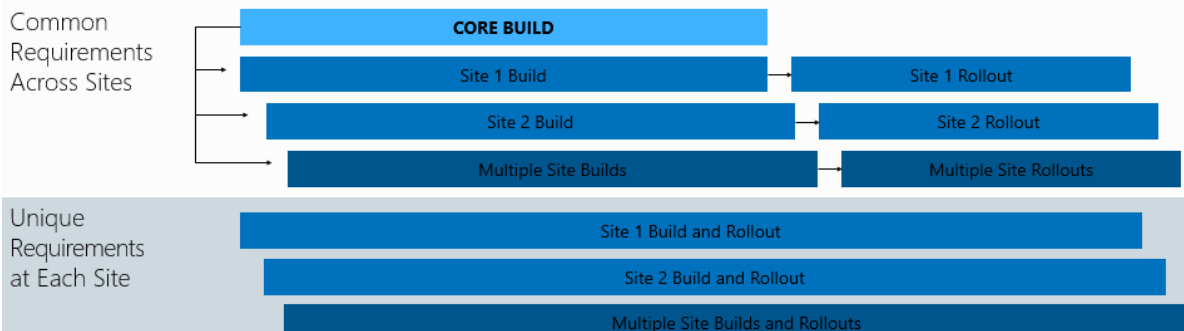 Common
Requirements
Across Sites
CORE BUILD
Site 1 Build
Site 1 Rollout
Site 2 Build
Site 2 Rollout
Multiple Site Builds
Multiple Site Rollouts
Unique
Requirements
at Each Site
Site 1 Build and Rollout
Site 2 Build and Rollout
Multiple Site Builds and Rollouts